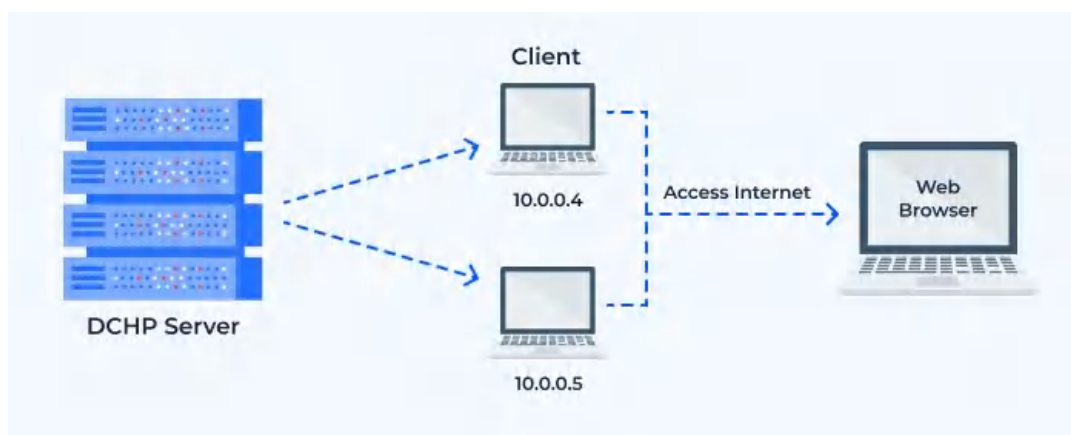 Client
10.0.0.4
DCHP Server
10.0.0.5
Access Internet
Web
Browser